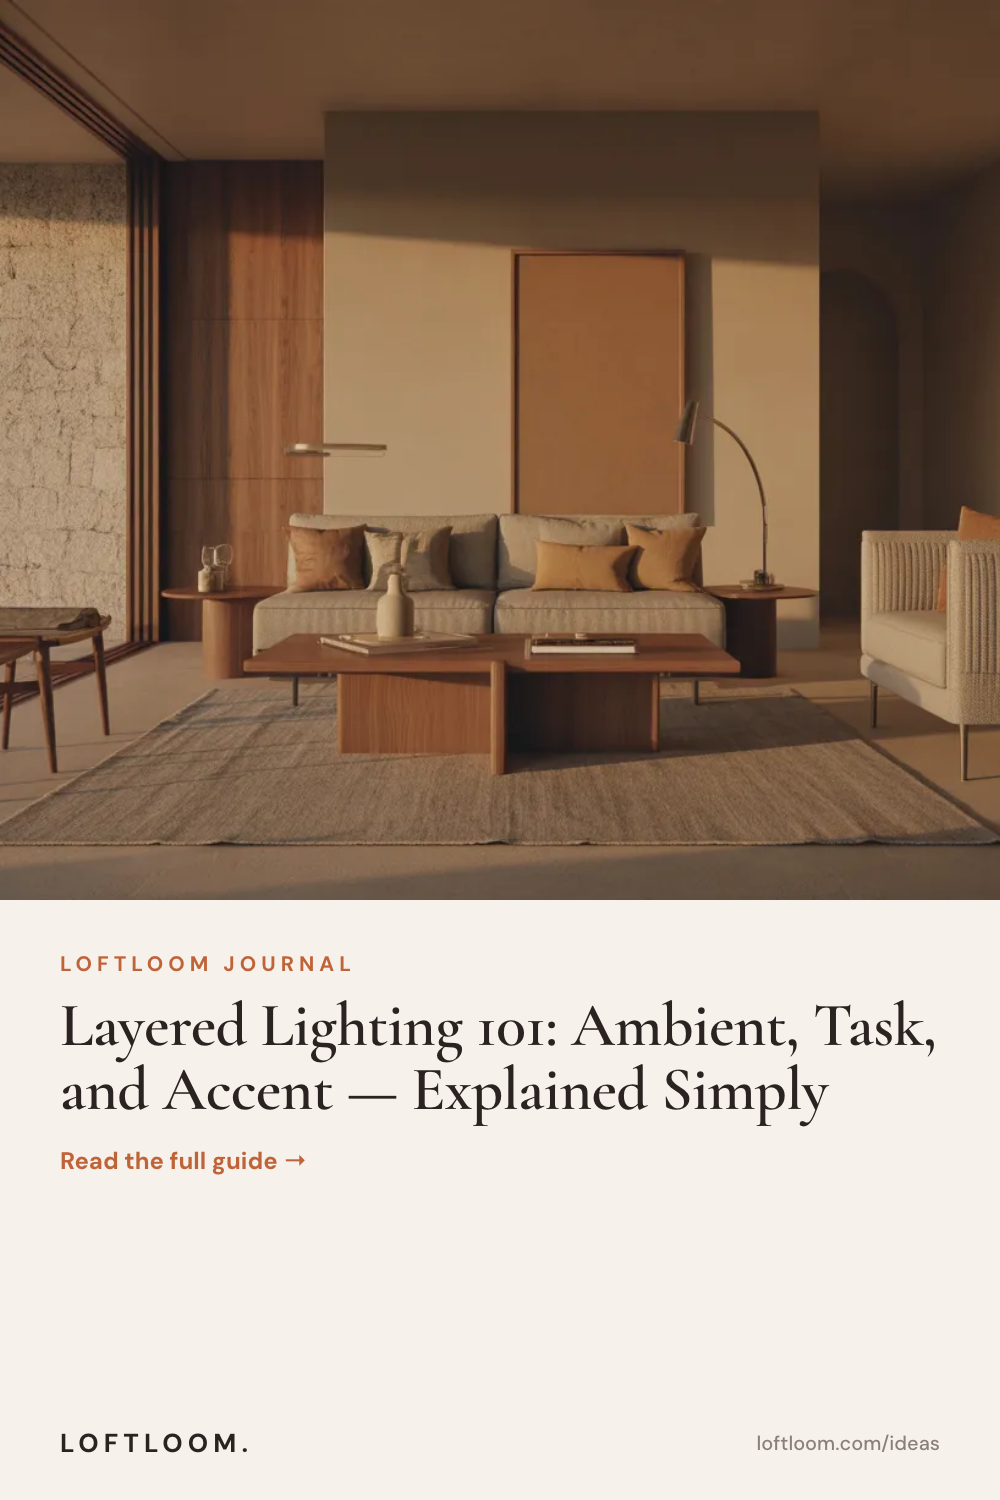 LOFTLOOM JOURNAL
Layered Lighting 101: Ambient, Task,
and Accent — Explained Simply
Read the full guide →
LOFTLOOM.
loftloom.com/ideas